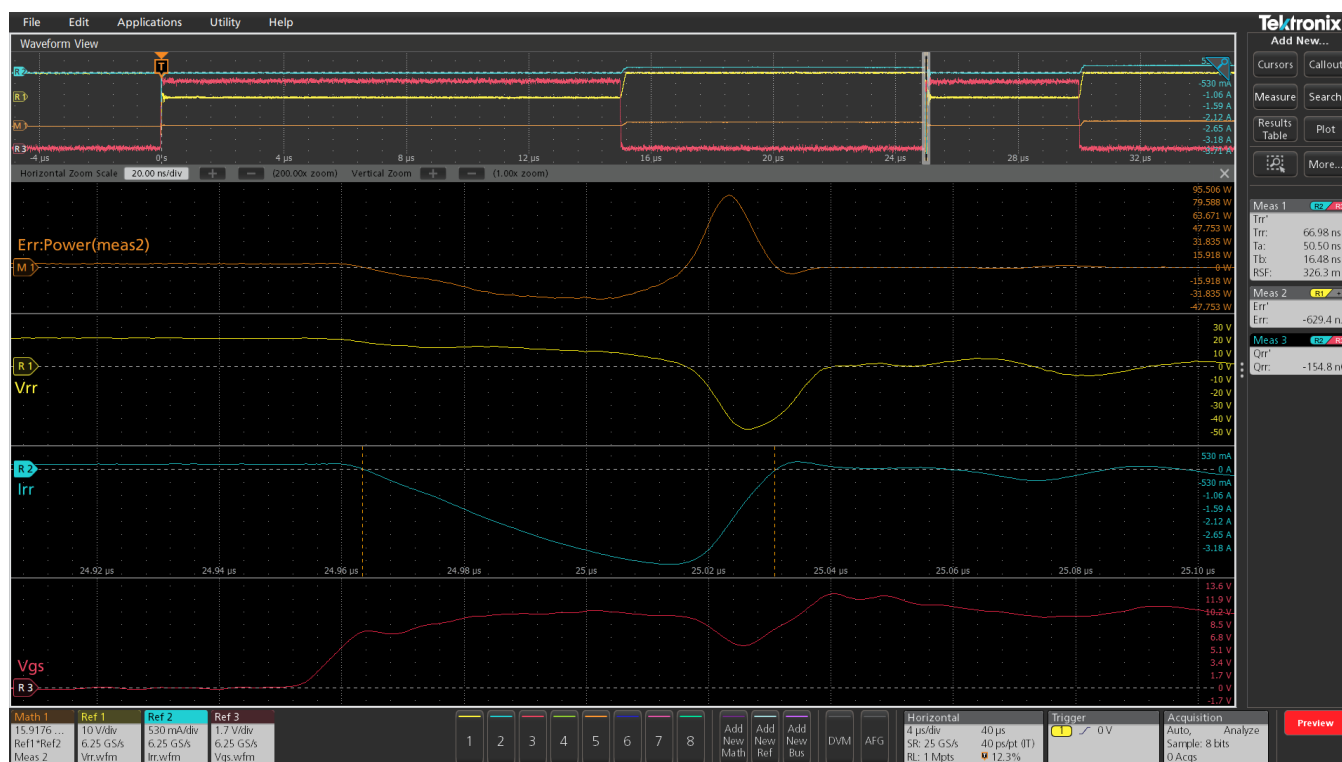 File Edit Applications Utility Help
Tektronix
Waveform View
Add New...
Cursors Callout
Measure Search
Results Table Plot
More...
R 2
R 1
M 1
R 3
T
-530 mA
-1.06 A
-1.59 A
-2.12 A
-2.65 A
-3.18 A
-3.71 A
-4 µs 0 s 4 µs 8 µs 12 µs 16 µs 20 µs 24 µs 28 µs 32 µs
Horizontal Zoom Scale 20.00 ns/div + − (200.00x zoom) Vertical Zoom + − (1.00x zoom)
Err:Power(meas2)
M 1
95.506 W
79.588 W
63.671 W
47.753 W
31.835 W
15.918 W
0 W
-15.918 W
-31.835 W
-47.753 W
R 1
Vrr
30 V
20 V
10 V
0 V
-10 V
-20 V
-30 V
-40 V
-50 V
R 2
Irr
530 mA
0 A
-530 mA
-1.06 A
-1.59 A
-2.12 A
-2.65 A
-3.18 A
24.92 µs 24.94 µs 24.96 µs 24.98 µs 25 µs 25.02 µs 25.04 µs 25.06 µs 25.08 µs 25.10 µs
Vgs
R 3
13.6 V
11.9 V
10.2 V
8.5 V
6.8 V
5.1 V
3.4 V
1.7 V
0 V
-1.7 V
Meas 1 R2
Trr'
Trr: 66.98 ns
Ta: 50.50 ns
Tb: 16.48 ns
RSF: 326.3 m
Meas 2 R1
Err'
Err: -629.4 n
Meas 3 R2
Qrr'
Qrr: -154.8 n
Math 1
15.9176 ...
Ref1*Ref2
Meas 2
Ref 1
10 V/div
6.25 GS/s
Vrr.wfm
Ref 2
530 mA/div
6.25 GS/s
Irr.wfm
Ref 3
1.7 V/div
6.25 GS/s
Vgs.wfm
1 2 3 4 5 6 7 8
Add New Math
Add New Ref
Add New Bus
DVM AFG
Horizontal
4 µs/div 40 µs
SR: 25 GS/s 40 ps/pt (IT)
RL: 1 Mpts 12.3%
Trigger
1 0 V
Acquisition
Auto, Analyze
Sample: 8 bits
0 Acqs
Preview